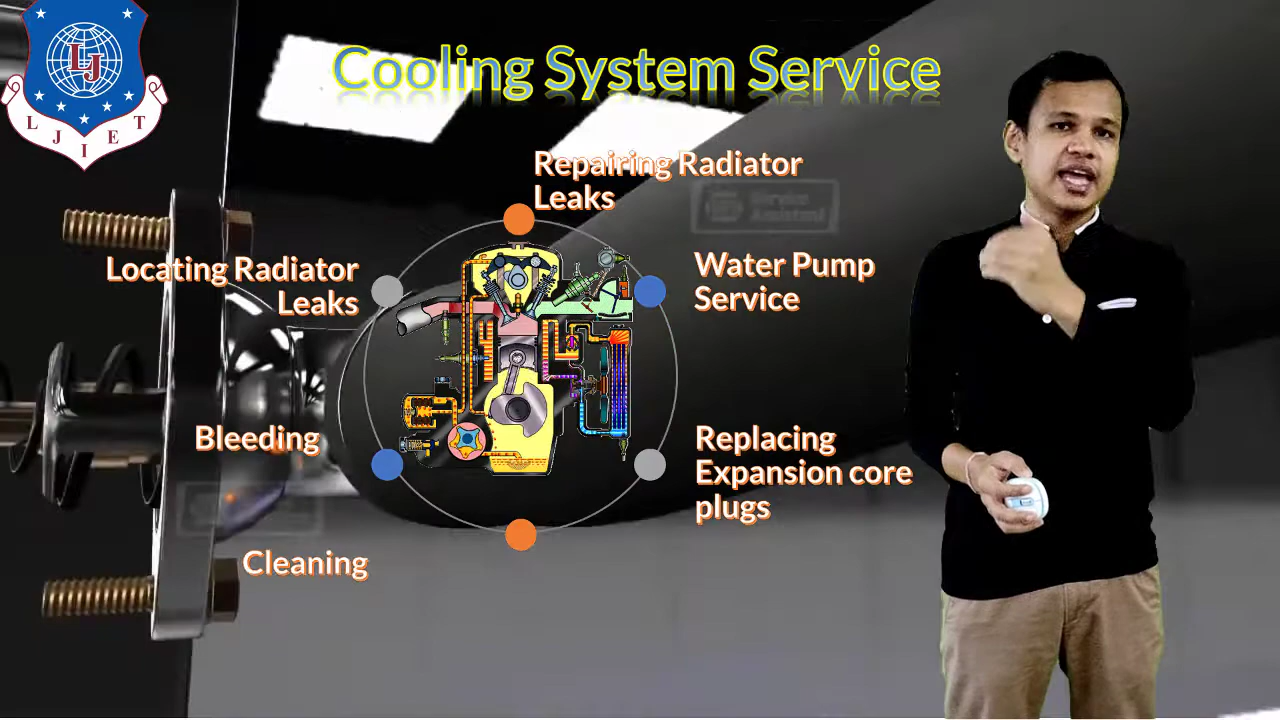 LJ
L J I E T
Cooling System Service
Repairing Radiator
Leaks
Locating Radiator
Leaks
Water Pump
Service
Bleeding
Replacing
Expansion core
plugs
Cleaning